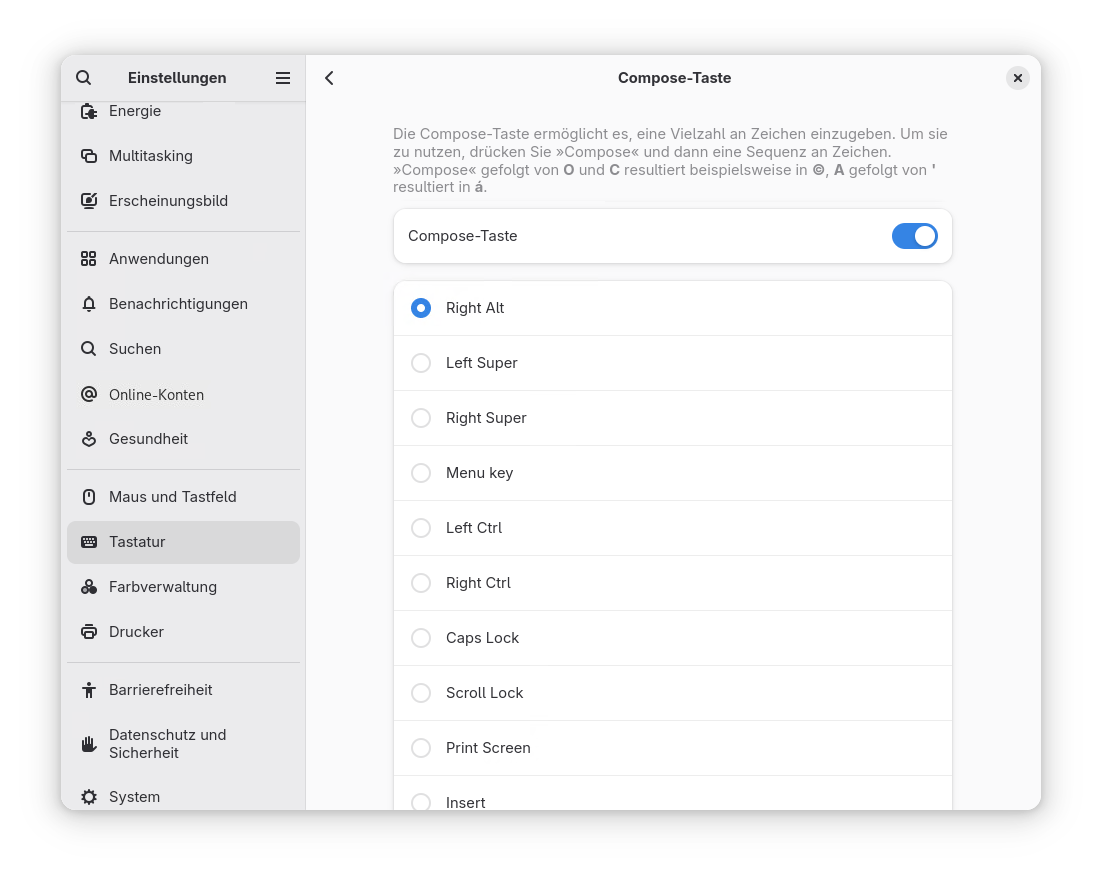 Einstellungen
Compose-Taste
Energie
Multitasking
Erscheinungsbild
Anwendungen
Benachrichtigungen
Suchen
Online-Konten
Gesundheit
Maus und Tastfeld
Tastatur
Farbverwaltung
Drucker
Barrierefreiheit
Datenschutz und
Sicherheit
System
Die Compose-Taste ermöglicht es, eine Vielzahl an Zeichen einzugeben. Um sie
zu nutzen, drücken Sie »Compose« und dann eine Sequenz an Zeichen.
»Compose« gefolgt von O und C resultiert beispielsweise in ©, A gefolgt von '
resultiert in á.
Compose-Taste
Right Alt
Left Super
Right Super
Menu key
Left Ctrl
Right Ctrl
Caps Lock
Scroll Lock
Print Screen
Insert